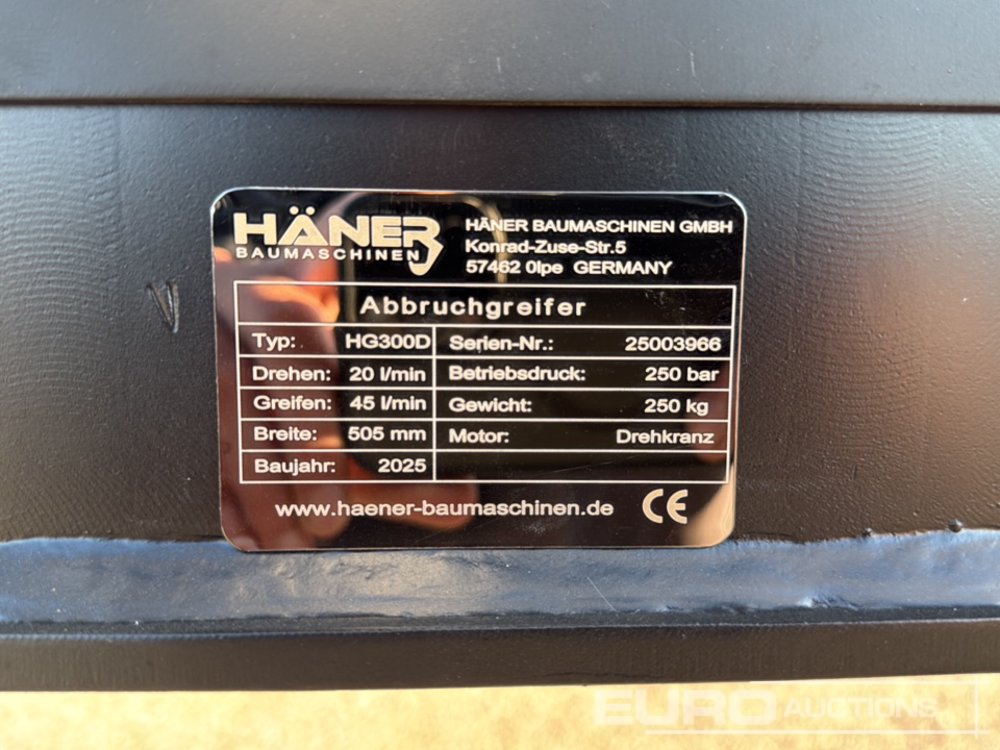 HÄNER
BAUMASCHINEN
HÄNER BAUMASCHINEN GMBH
Konrad-Zuse-Str.5
57462 Olpe GERMANY
Abbruchgreifer
Typ: HG300D Serien-Nr.: 25003966
Drehen: 20 l/min Betriebsdruck: 250 bar
Greifen: 45 l/min Gewicht: 250 kg
Breite: 505 mm Motor: Drehkranz
Baujahr: 2025
www.haener-baumaschinen.de CE
EURO AUCTIONS